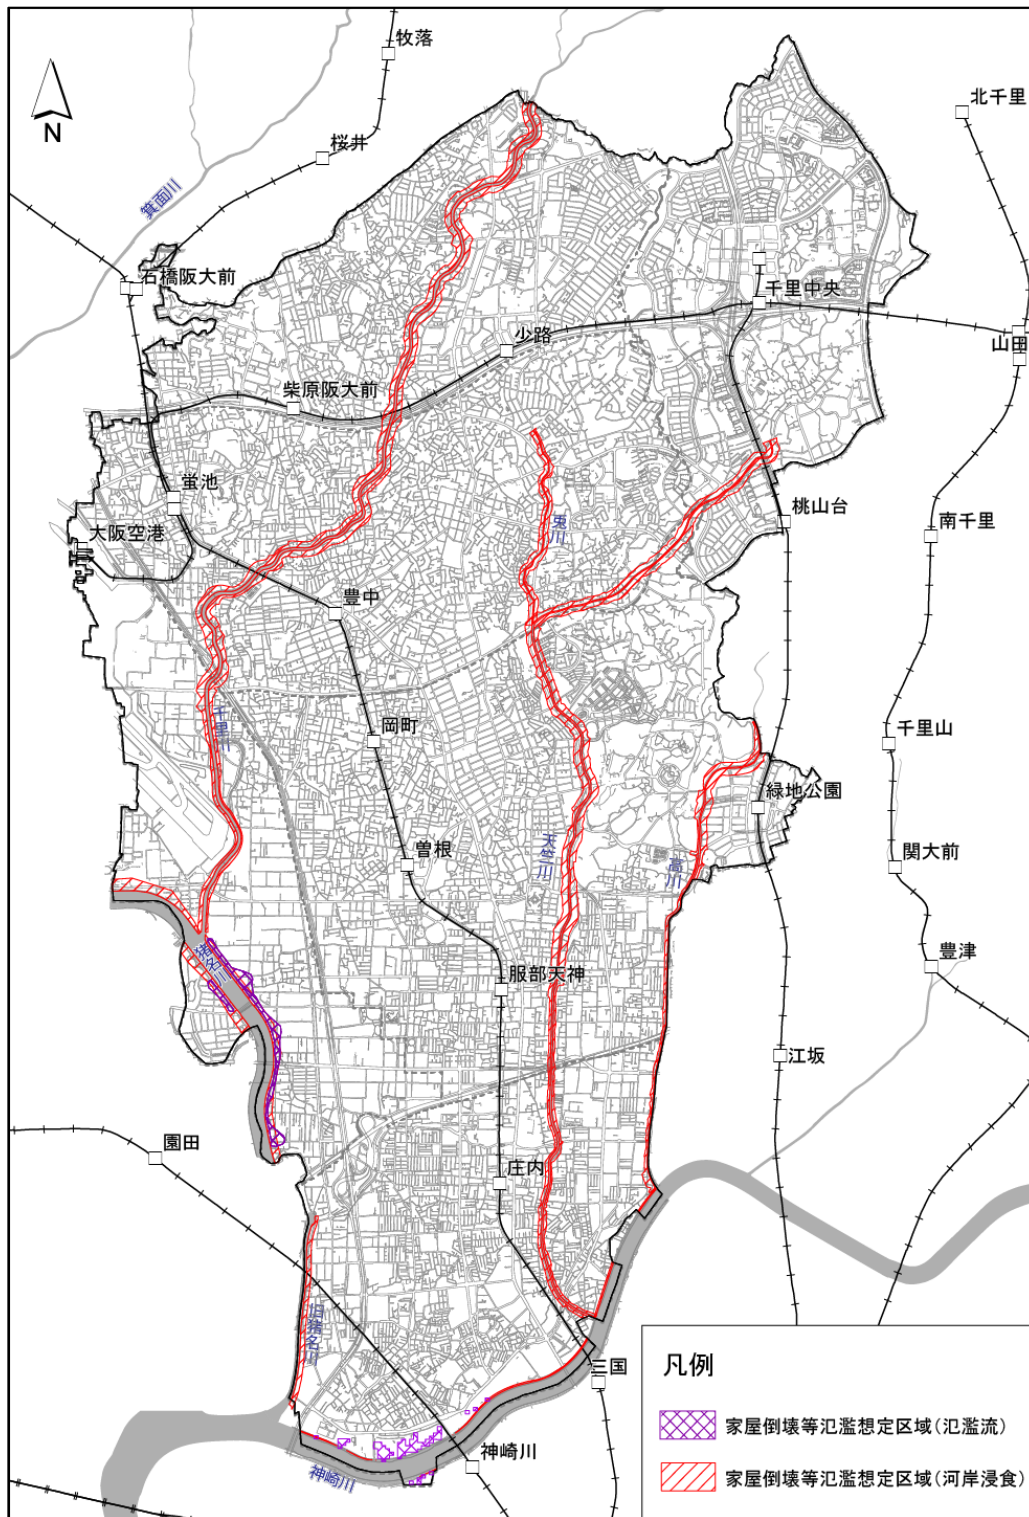 牧落
北千里
N
桜井
箕面川
石橋阪大前
千里中央
少路
山田
柴原阪大前
蛍池
大阪空港
兎川
桃山台
南千里
豊中
千里川
岡町
千里山
緑地公園
曽根
天竺川
高川
関大前
猪名川
服部天神
豊津
江坂
園田
庄内
旧猪名川
三国
神崎川
神崎川
凡例
家屋倒壊等氾濫想定区域(氾濫流)
家屋倒壊等氾濫想定区域(河岸浸食)